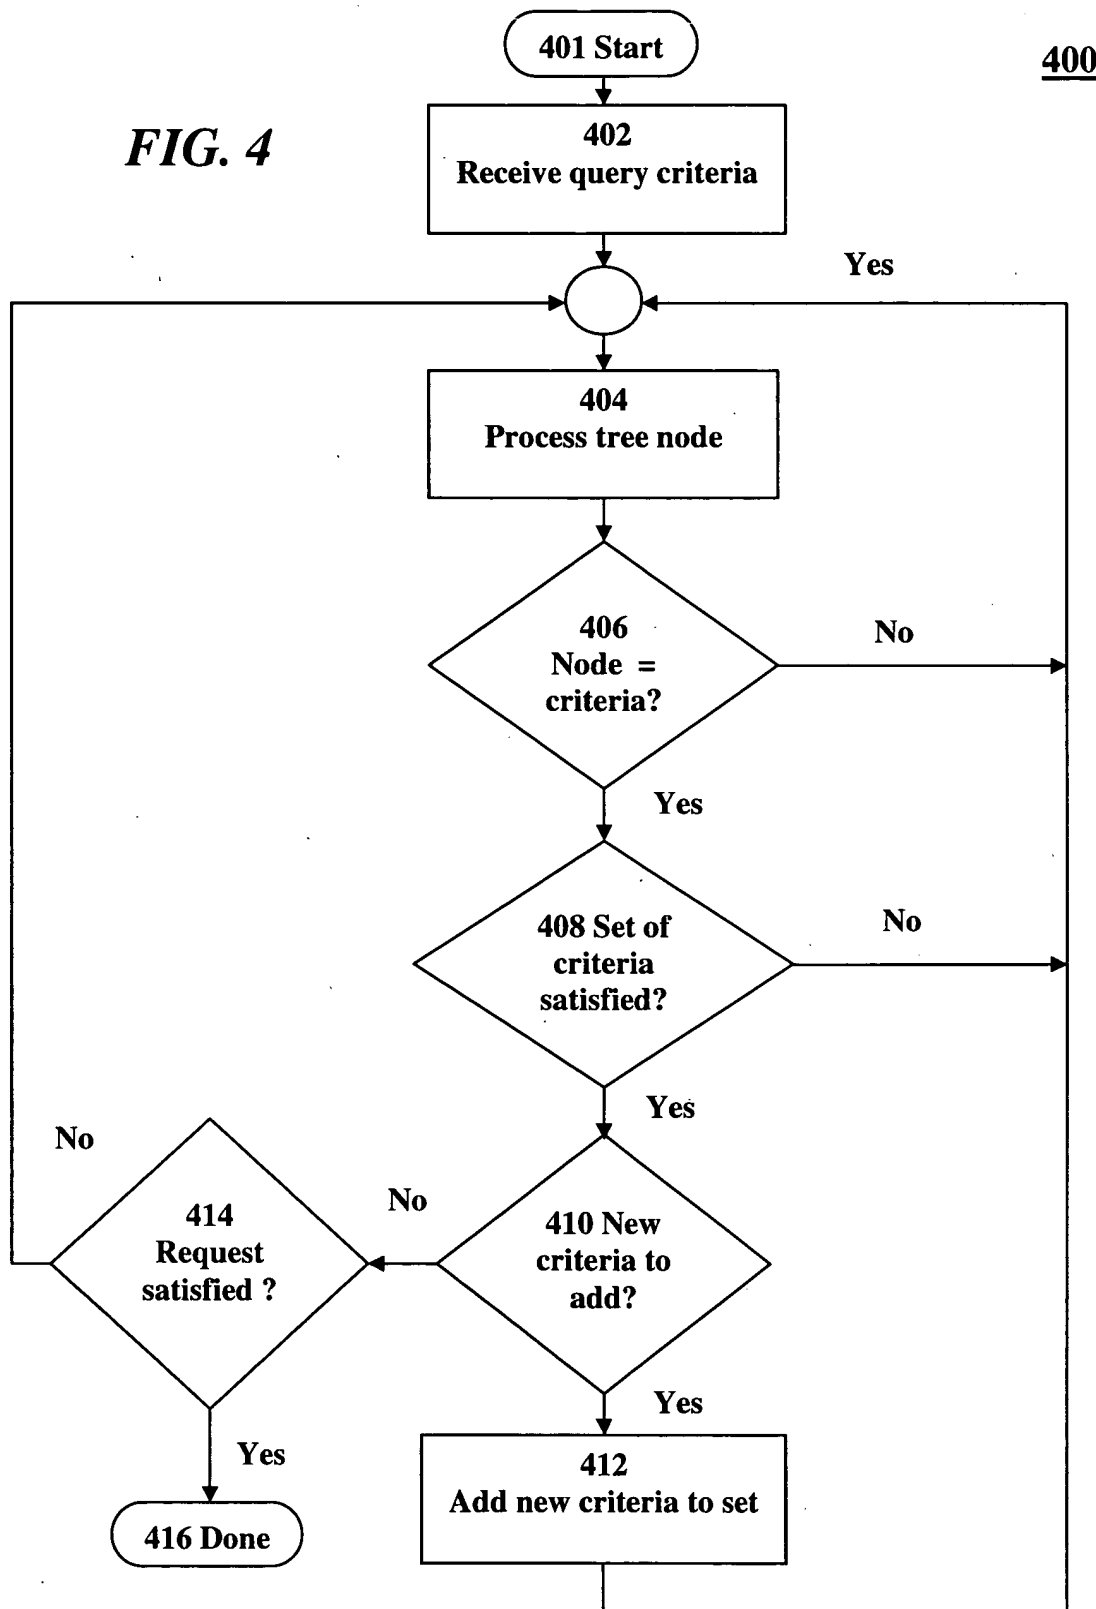 401 Start
400
FIG. 4
402
Receive query criteria
Yes
404
Process tree node
406
Node =
criteria?
No
Yes
408 Set of
criteria
satisfied?
No
Yes
No
414
Request
satisfied ?
No
410 New
criteria to
add?
Yes
Yes
412
Add new criteria to set
416 Done